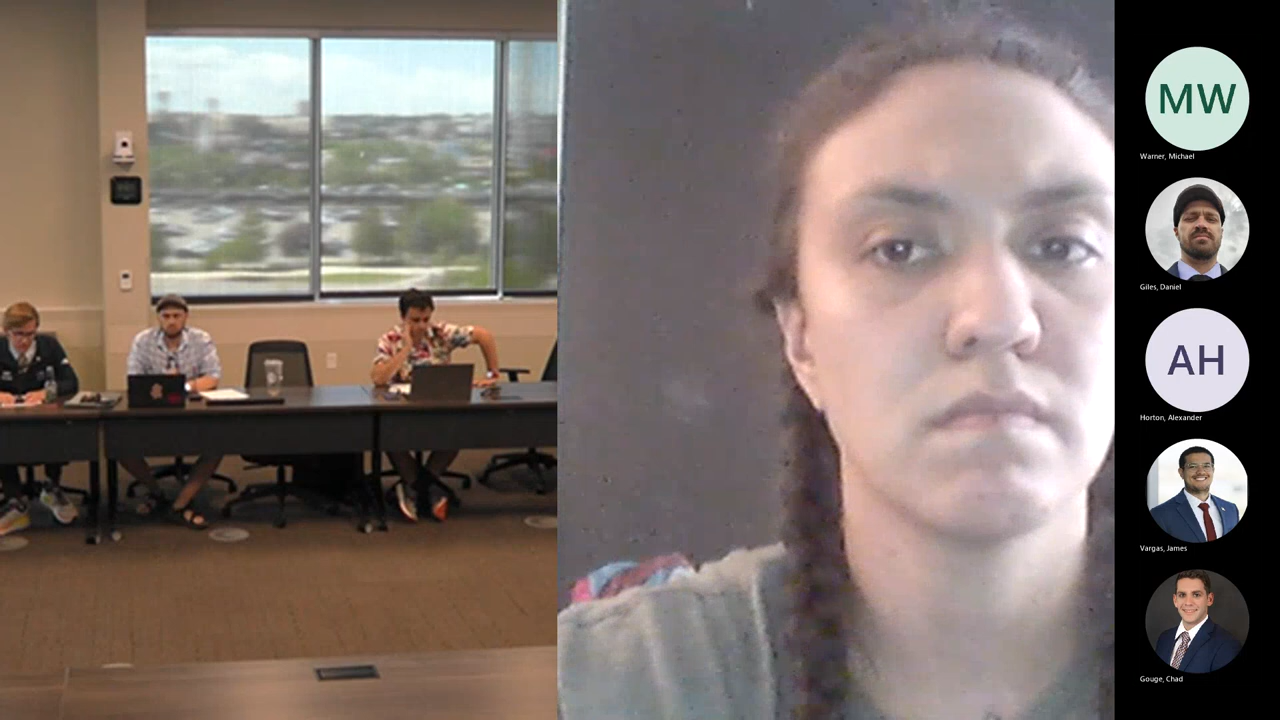 MW
Warner, Michael
Giles, Daniel
AH
Horton, Alexander
Vargas, James
Gouge, Chad